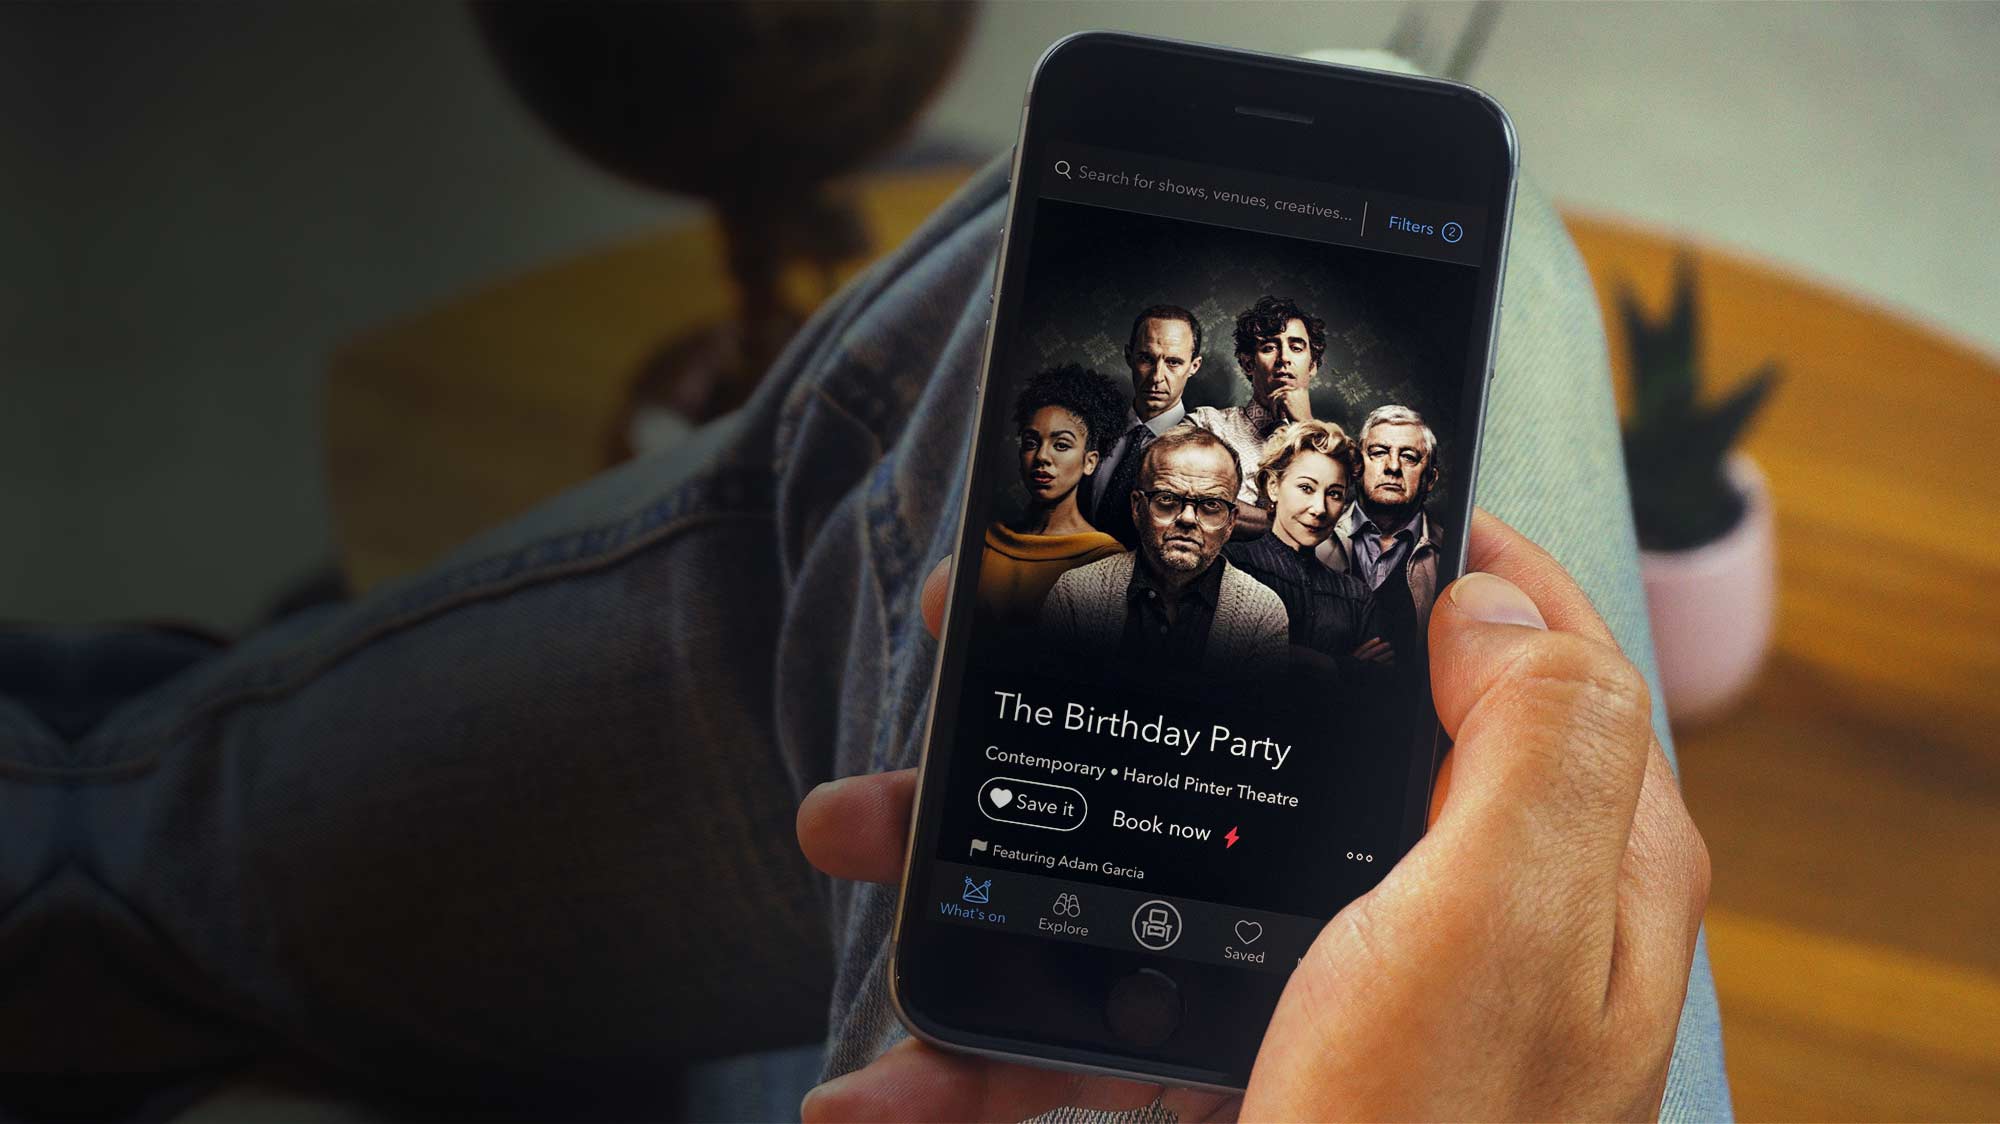 Search for shows, venues, creatives... Filters 2
The Birthday Party
Contemporary • Harold Pinter Theatre
Save it Book now
Featuring Adam Garcia
What's on Explore Saved